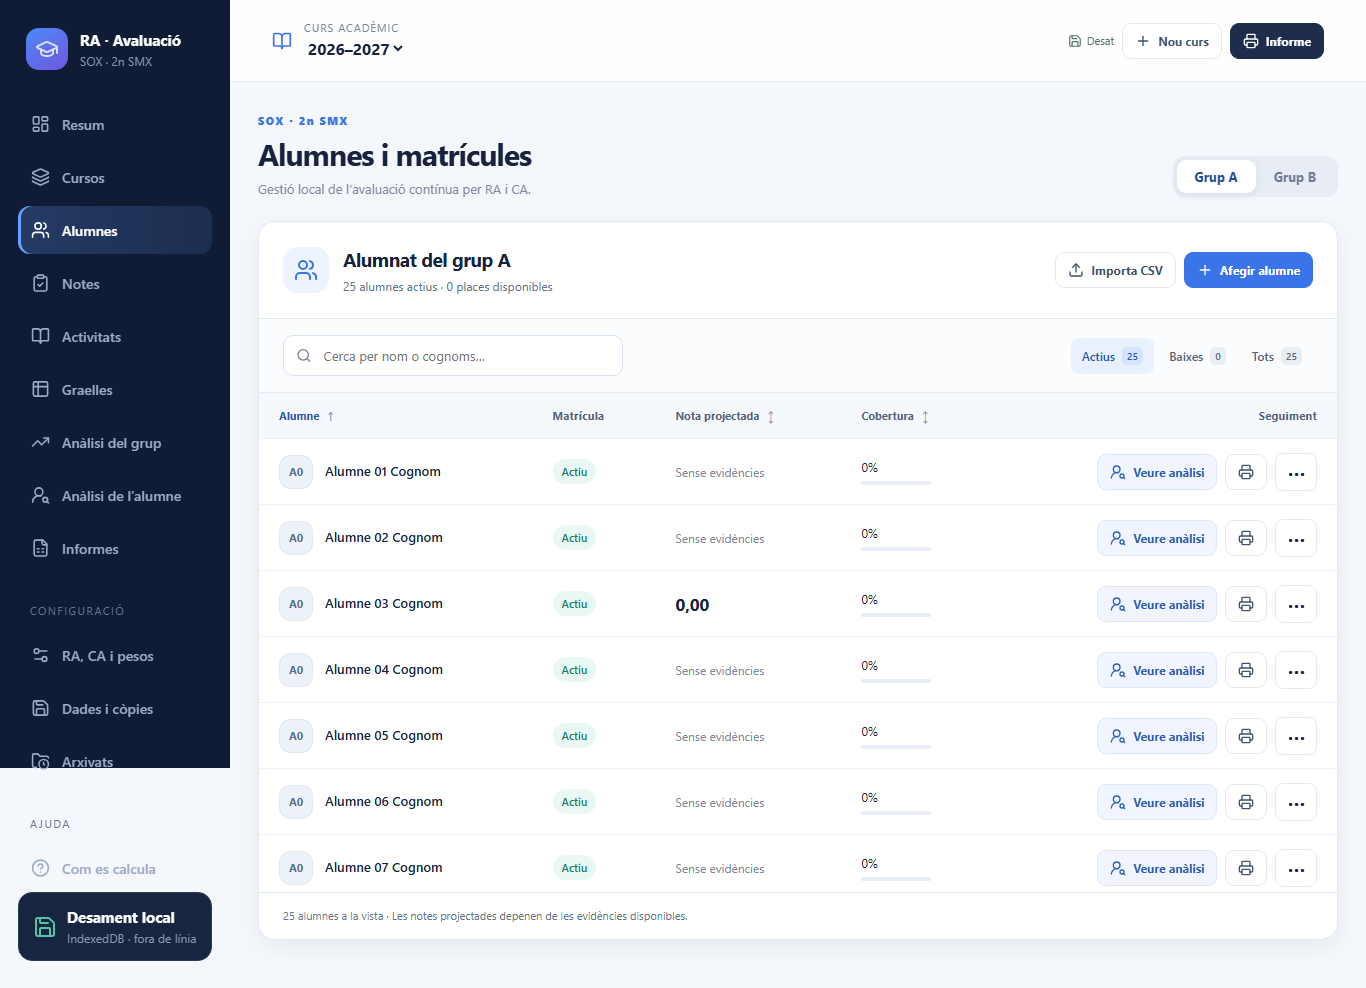 RA · Avaluació
SOX · 2n SMX
Resum
Cursos
Alumnes
Notes
Activitats
Graelles
Anàlisi del grup
Anàlisi de l'alumne
Informes
CONFIGURACIÓ
RA, CA i pesos
Dades i còpies
Arxivats
AJUDA
Com es calcula
Desament local
IndexedDB · fora de línia
CURS ACADÈMIC
2026–2027
Desat
Nou curs
Informe
SOX · 2n SMX
Alumnes i matrícules
Gestió local de l'avaluació contínua per RA i CA.
Grup A
Grup B
Alumnat del grup A
25 alumnes actius · 0 places disponibles
Importa CSV
Afegir alumne
Cerca per nom o cognoms...
Actius 25
Baixes 0
Tots 25
Alumne ↑ Matrícula Nota projectada ↕ Cobertura ↕ Seguiment
A0 Alumne 01 Cognom Actiu Sense evidències 0% Veure anàlisi ...
A0 Alumne 02 Cognom Actiu Sense evidències 0% Veure anàlisi ...
A0 Alumne 03 Cognom Actiu 0,00 0% Veure anàlisi ...
A0 Alumne 04 Cognom Actiu Sense evidències 0% Veure anàlisi ...
A0 Alumne 05 Cognom Actiu Sense evidències 0% Veure anàlisi ...
A0 Alumne 06 Cognom Actiu Sense evidències 0% Veure anàlisi ...
A0 Alumne 07 Cognom Actiu Sense evidències 0% Veure anàlisi ...
25 alumnes a la vista · Les notes projectades depenen de les evidències disponibles.